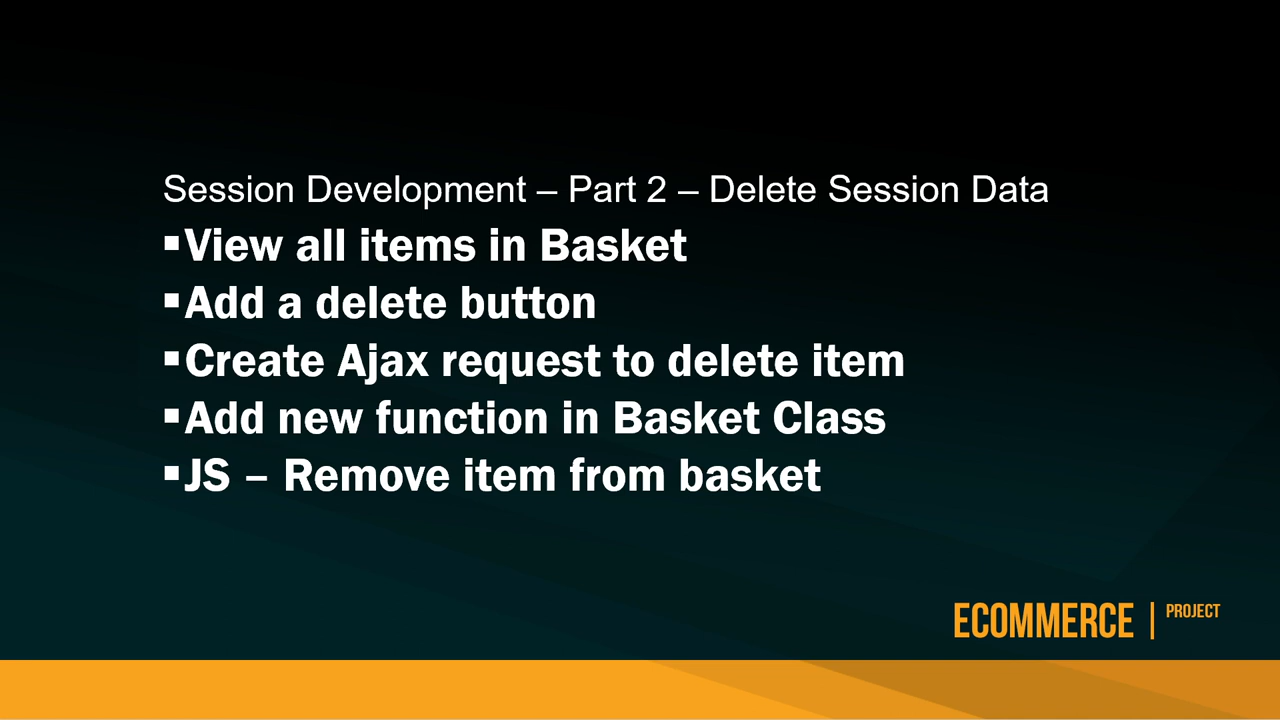 Session Development – Part 2 – Delete Session Data
▪View all items in Basket
▪Add a delete button
▪Create Ajax request to delete item
▪Add new function in Basket Class
▪JS – Remove item from basket
ECOMMERCE | PROJECT